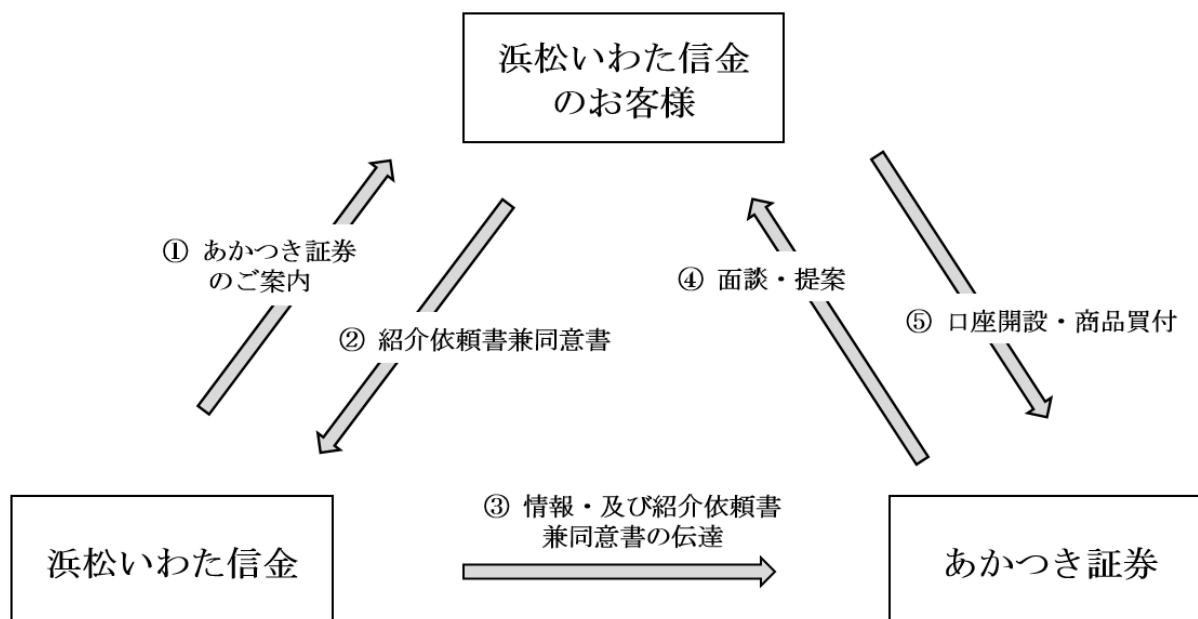 浜松いわた信金
のお客様
① あかつき証券
のご案内
② 紹介依頼書兼同意書
④ 面談・提案
⑤ 口座開設・商品買付
③ 情報・及び紹介依頼書
兼同意書の伝達
浜松いわた信金
あかつき証券